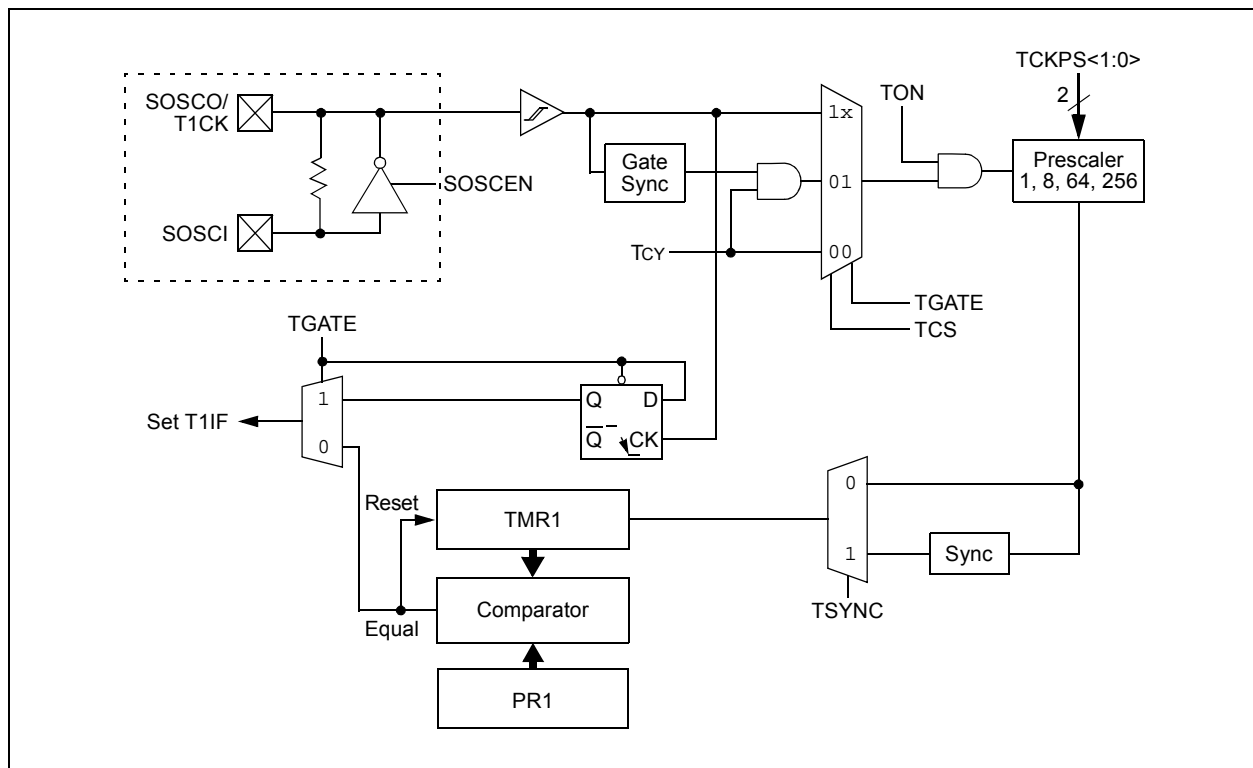 TCKPS<1:0>
2
SOSCO/
T1CK
TON
1x
Gate
Sync
Prescaler
1, 8, 64, 256
01
SOSCEN
SOSCI
TCY
00
TGATE
TCS
TGATE
1
Q
D
Set T1IF
Q
CK
0
0
Reset
TMR1
1
Sync
Comparator
TSYNC
Equal
PR1